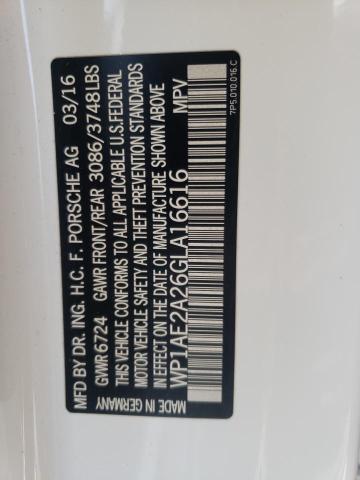 MFD BY DR. ING. H.C. F. PORSCHE AG 03/16
GVWR 6724 GAWR FRONT/REAR 3086/3748LBS
THIS VEHICLE CONFORMS TO ALL APPLICABLE U.S. FEDERAL
MOTOR VEHICLE SAFETY AND THEFT PREVENTION STANDARDS
IN EFFECT ON THE DATE OF MANUFACTURE SHOWN ABOVE
WP1AE2A26GLA16616 MPV
MADE IN GERMANY
7P5.010.016.C